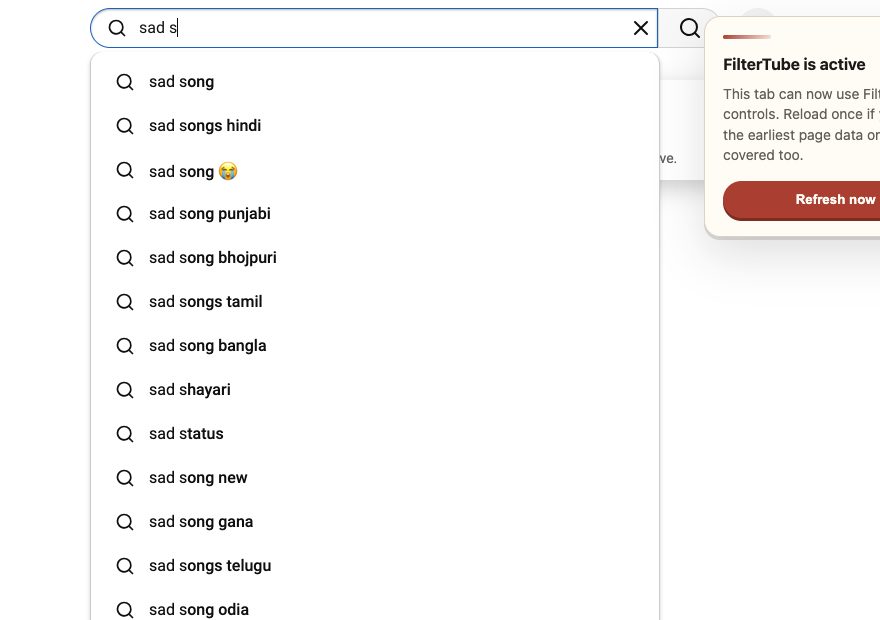 sad s
sad song
sad songs hindi
sad song 😭
sad song punjabi
sad song bhojpuri
sad songs tamil
sad song bangla
sad shayari
sad status
sad song new
sad song gana
sad songs telugu
sad song odia
ve.
FilterTube is active
This tab can now use Filt
controls. Reload once if
the earliest page data or
covered too.
Refresh now